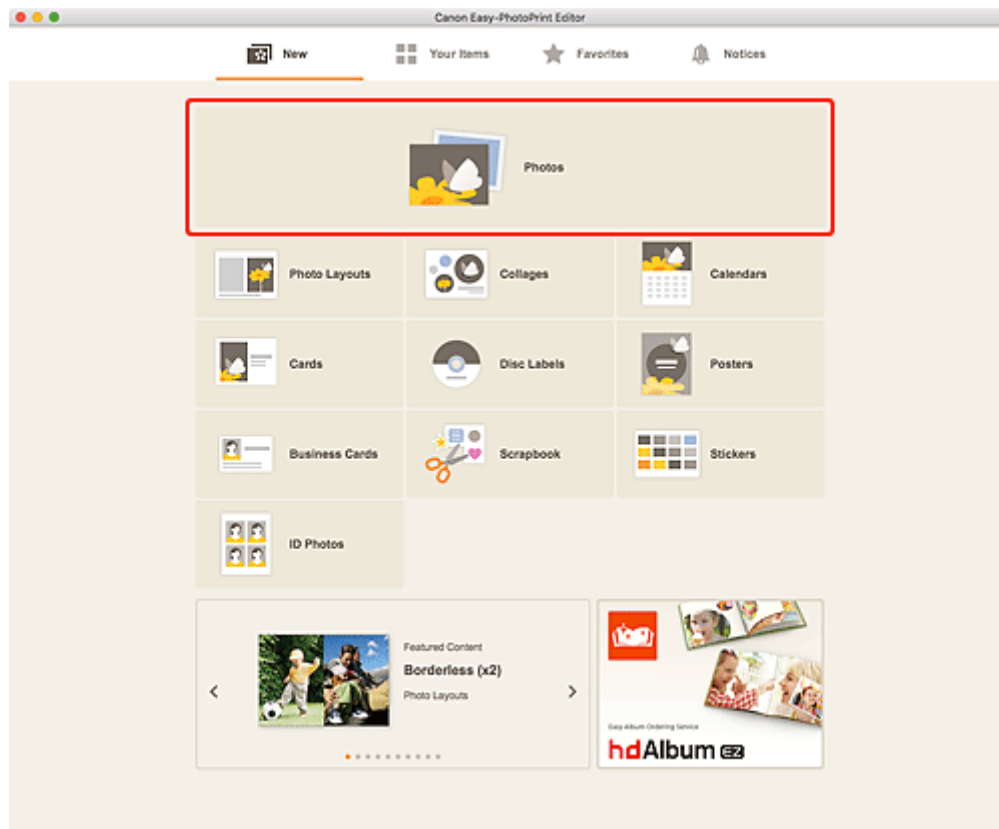 Canon Easy-PhotoPrint Editor
New
Your Items
Favorites
Notices
Photos
Photo Layouts
Collages
Calendars
Cards
Disc Labels
Posters
Business Cards
Scrapbook
Stickers
ID Photos
Featured Content
Borderless (x2)
Photo Layouts
Easy Album Ordering Service
hdAlbum EZ